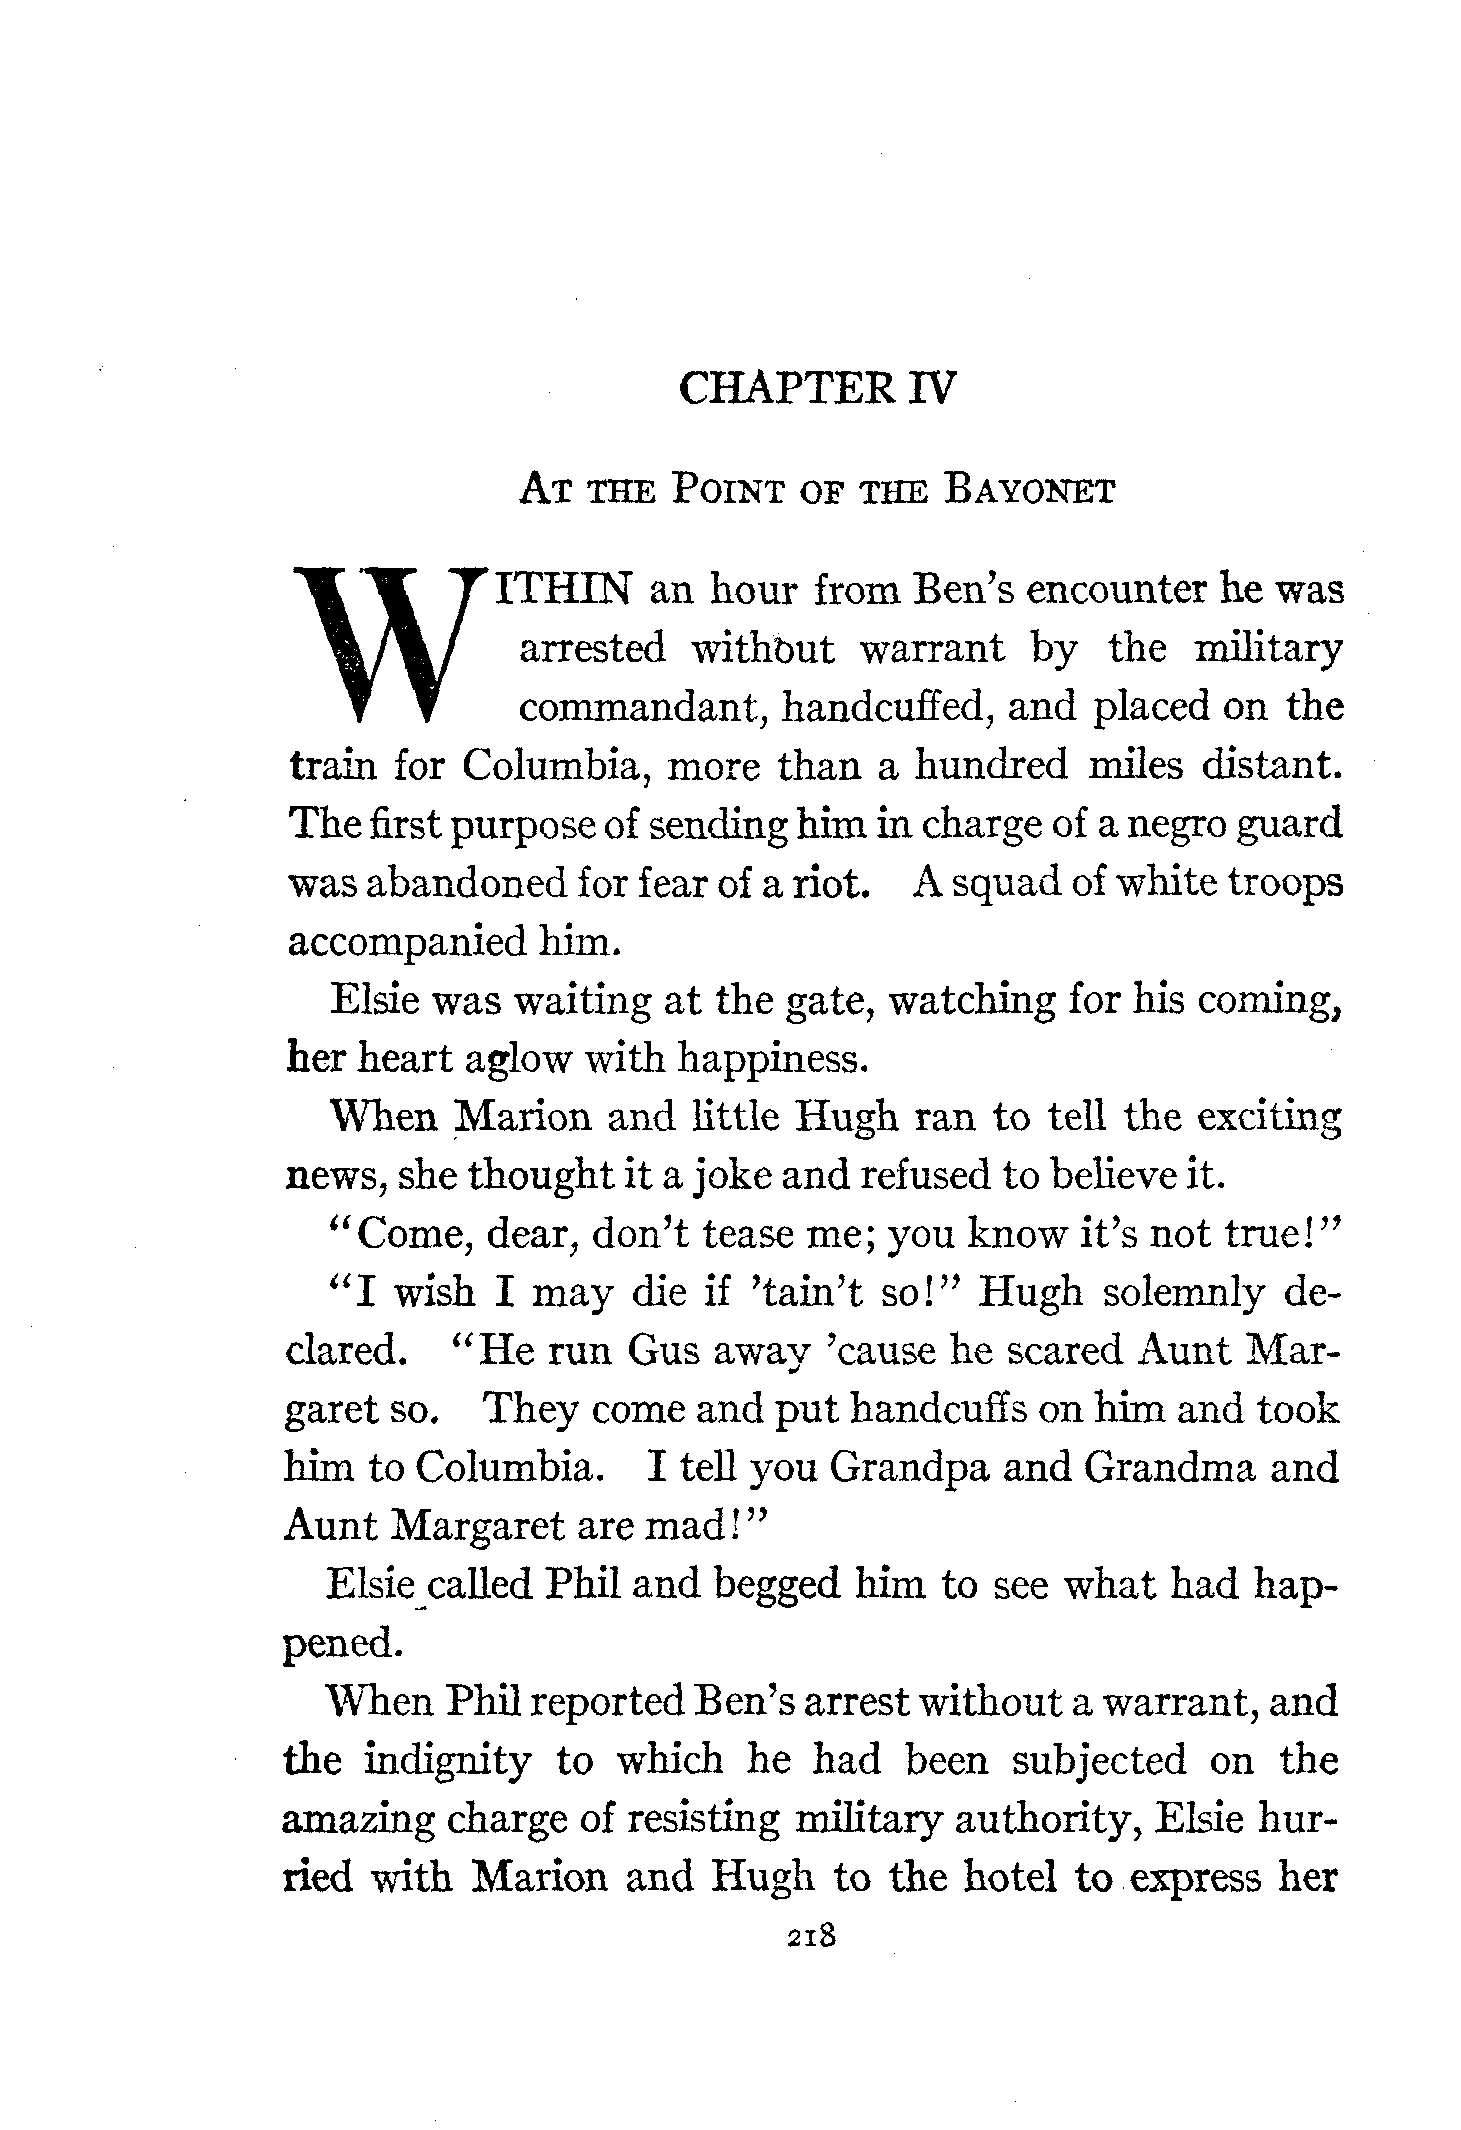 CHAPTER IV
AT THE POINT OF THE BAYONET
WITHIN an hour from Ben's encounter he was
arrested without warrant by the military
commandant, handcuffed, and placed on the
train for Columbia, more than a hundred miles distant.
The first purpose of sending him in charge of a negro guard
was abandoned for fear of a riot. A squad of white troops
accompanied him.
Elsie was waiting at the gate, watching for his coming,
her heart aglow with happiness.
When Marion and little Hugh ran to tell the exciting
news, she thought it a joke and refused to believe it.
"Come, dear, don't tease me; you know it's not true!"
"I wish I may die if 'tain't so!" Hugh solemnly de-
clared. "He run Gus away 'cause he scared Aunt Mar-
garet so. They come and put handcuffs on him and took
him to Columbia. I tell you Grandpa and Grandma and
Aunt Margaret are mad!"
Elsie called Phil and begged him to see what had hap-
pened.
When Phil reported Ben's arrest without a warrant, and
the indignity to which he had been subjected on the
amazing charge of resisting military authority, Elsie hur-
ried with Marion and Hugh to the hotel to express her
218